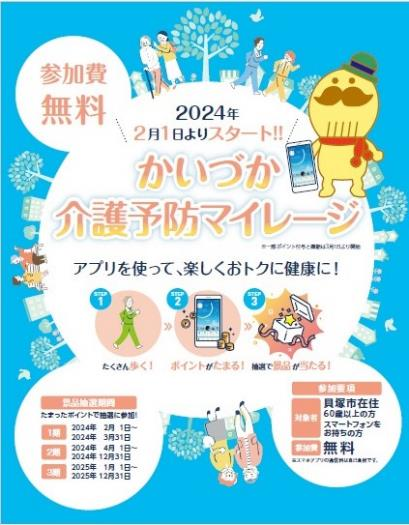 参加費
無料
2024年
2月1日よりスタート!!
かいづか
介護予防マイレージ
※一部ポイント付与と機能は3月1日より開始
アプリを使って、楽しくおトクに健康に!
STEP 1
たくさん歩く!
STEP 2
ポイントがたまる!
STEP 3
抽選で景品が当たる!
景品抽選期間
たまったポイントで抽選に参加!
1期 2024年 2月 1日〜
2024年 3月31日
2期 2024年 4月 1日〜
2024年 12月31日
3期 2025年 1月 1日〜
2025年 12月31日
参加要項
対象者 貝塚市在住
60歳以上の方
スマートフォンを
お持ちの方
参加費 無料
※スマホアプリの通信料は自己負担です。